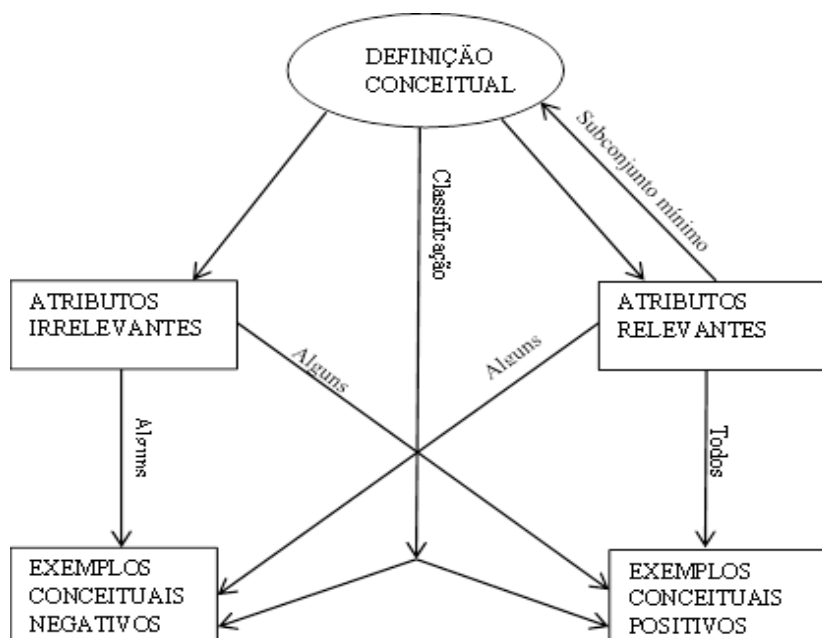 DEFINIÇÃO
CONCEITUAL
Subconjunto mínimo
Classificação
ATRIBUTOS
IRRELEVANTES
ATRIBUTOS
RELEVANTES
Alguns
Alguns
Alguns
Todos
EXEMPLOS
CONCEITUAIS
NEGATIVOS
EXEMPLOS
CONCEITUAIS
POSITIVOS